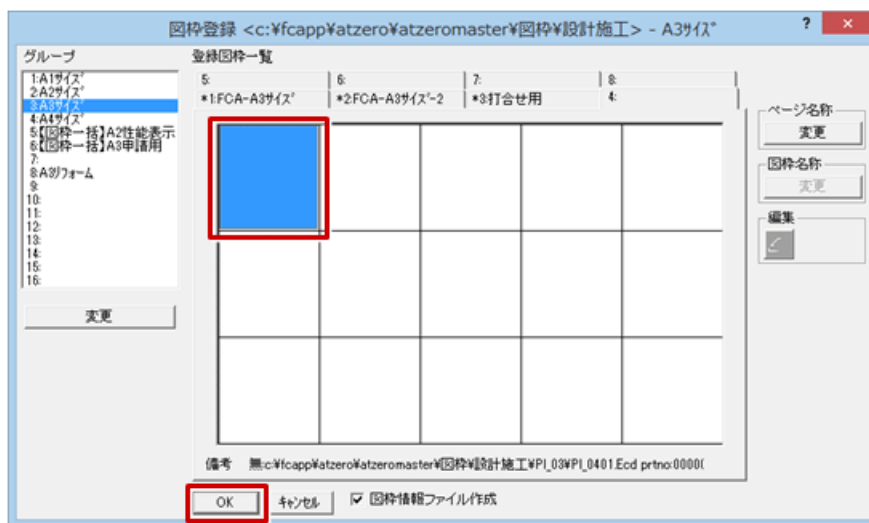 図枠登録 <c:¥fcapp¥atzero¥atzeromaster¥図枠¥設計施工> - A3ｻｲｽﾞ
? ×
グループ
1:A1ｻｲｽﾞ
2:A2ｻｲｽﾞ
3:A3ｻｲｽﾞ
4:A4ｻｲｽﾞ
5:【図枠一括】A2性能表示
6:【図枠一括】A3申請用
7:
8:A3ﾘﾌｫｰﾑ
9:
10:
11:
12:
13:
14:
15:
16:
変更
登録図枠一覧
5: 6: 7: 8:
*1:FCA-A3ｻｲｽﾞ *2:FCA-A3ｻｲｽﾞ-2 *3:打合せ用 4:
備考 無:c:¥fcapp¥atzero¥atzeromaster¥図枠¥設計施工¥PI_03¥PI_0401.Ecd prtno:0000(
OK ｷｬﾝｾﾙ 図枠情報ファイル作成
ページ名称
変更
図枠名称
変更
編集